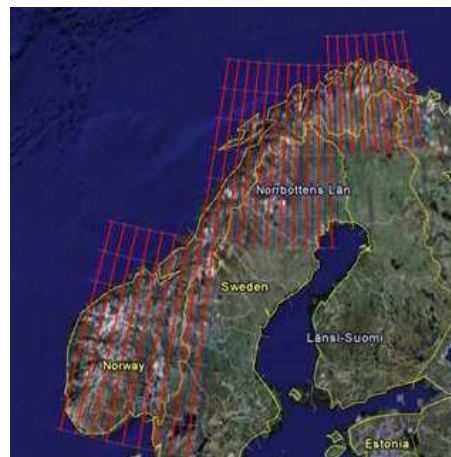 Norrbottens Län
Sweden
Länsi-Suomi
Norway
Estonia